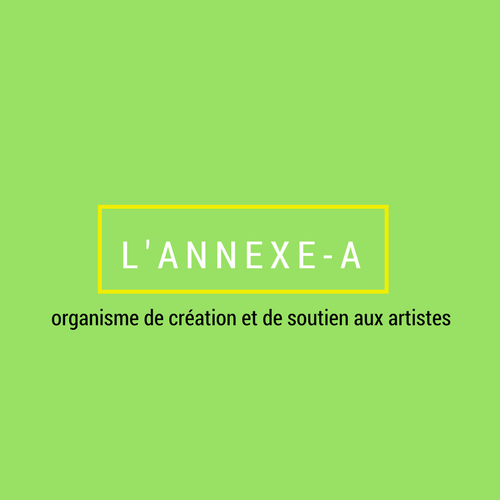 L'ANNEXE-A
organisme de création et de soutien aux artistes